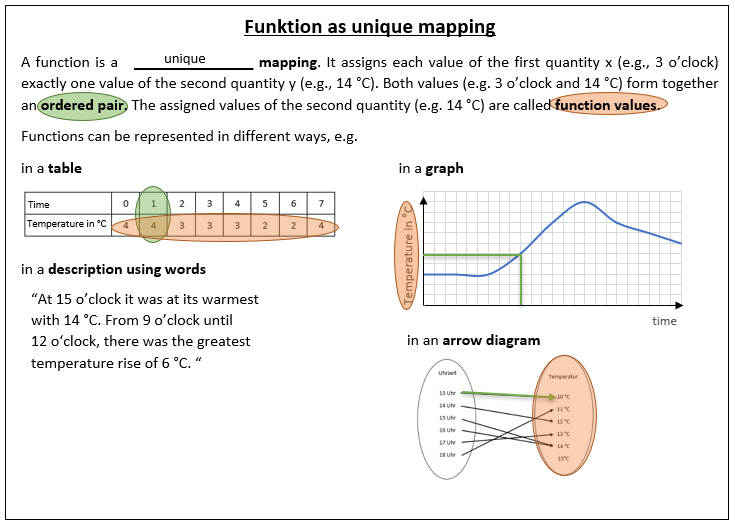 Funktion as unique mapping
A function is a unique mapping. It assigns each value of the first quantity x (e.g., 3 o’clock)
exactly one value of the second quantity y (e.g., 14 °C). Both values (e.g. 3 o’clock and 14 °C) form together
an ordered pair. The assigned values of the second quantity (e.g. 14 °C) are called function values.
Functions can be represented in different ways, e.g.
in a table
Time 0 1 2 3 4 5 6 7
Temperature in °C 4 4 3 3 3 2 2 4
in a description using words
“At 15 o’clock it was at its warmest
with 14 °C. From 9 o’clock until
12 o‘clock, there was the greatest
temperature rise of 6 °C. “
in a graph
Temperature in °C
time
in an arrow diagram
Uhrzeit
13 Uhr
14 Uhr
15 Uhr
16 Uhr
17 Uhr
18 Uhr
Temperatur
10 °C
11 °C
12 °C
13 °C
14 °C
15°C